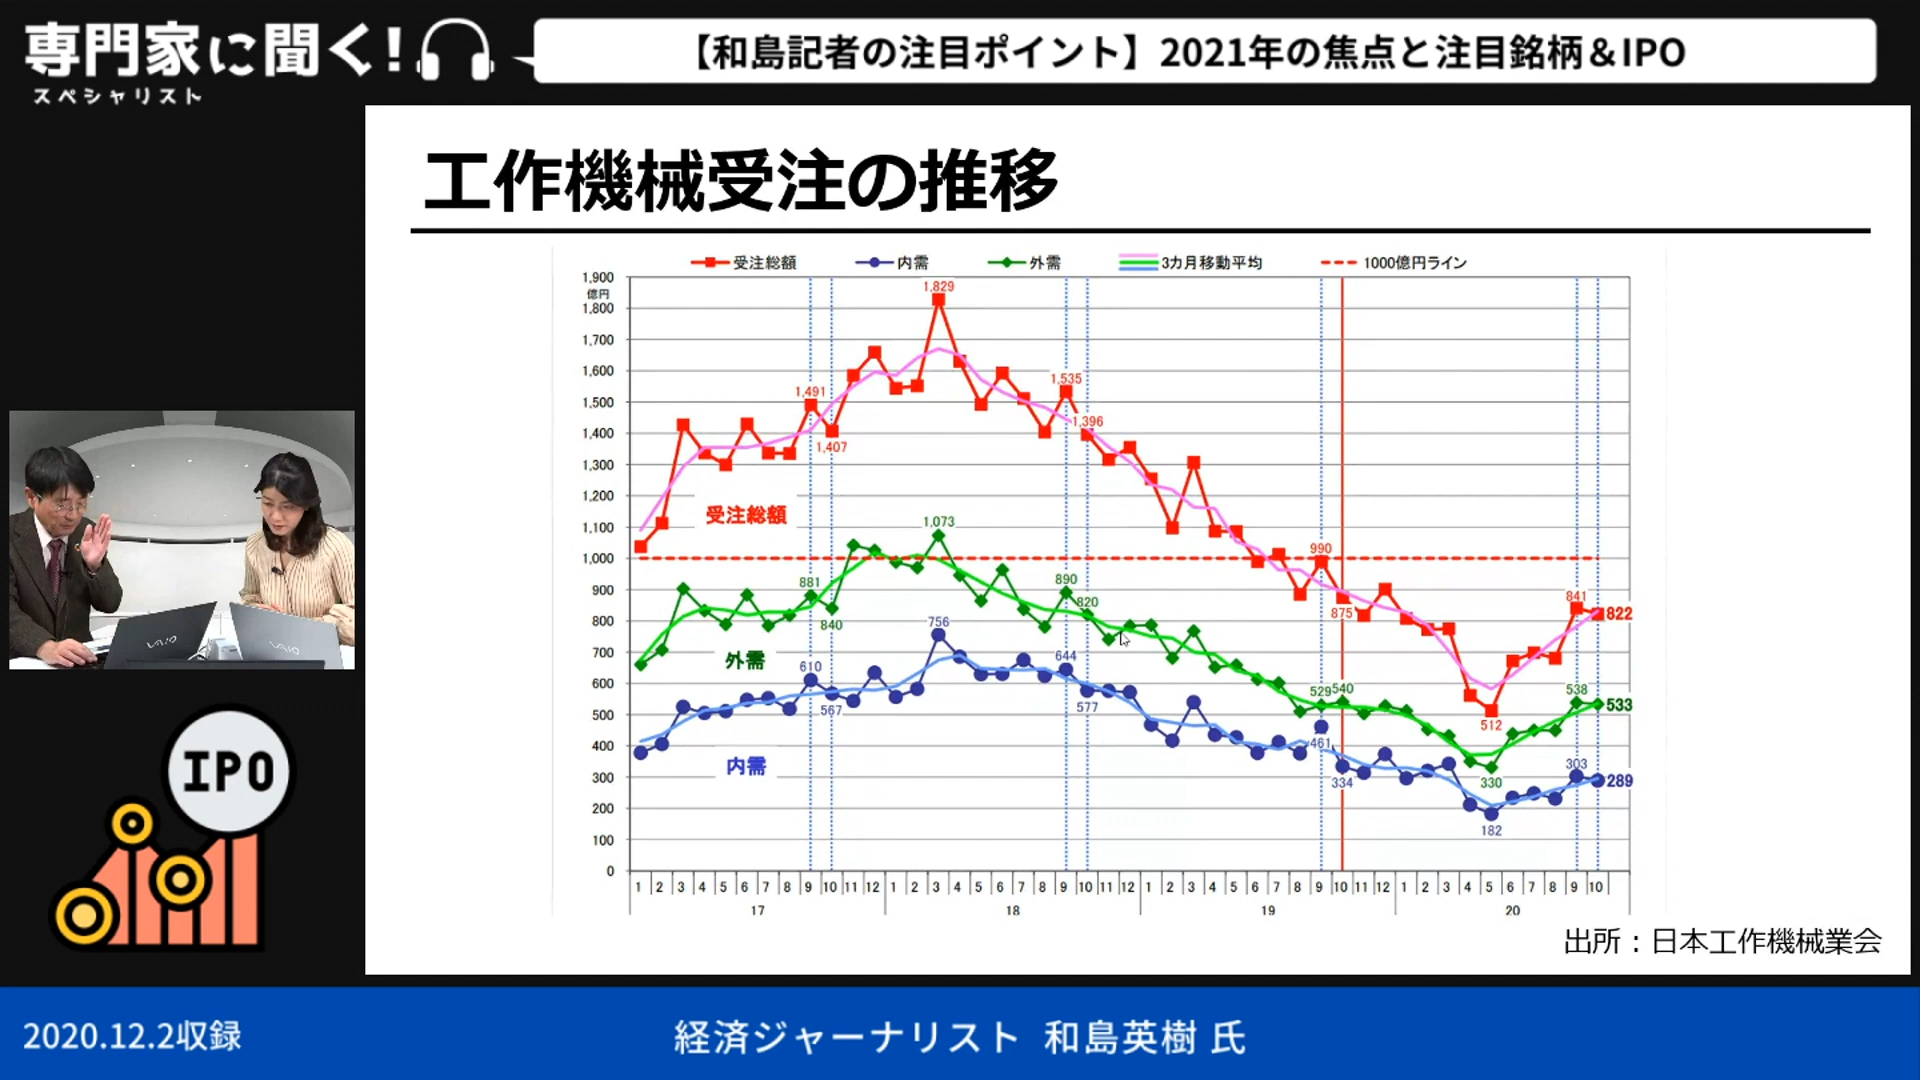 専門家に聞く!
スペシャリスト
【和島記者の注目ポイント】2021年の焦点と注目銘柄&IPO
工作機械受注の推移
受注総額 内需 外需 3カ月移動平均 1000億円ライン
1,900
億円
1,800
1,700
1,600
1,500
1,400
1,300
1,200
1,100
1,000
900
800
700
600
500
400
300
200
100
0
受注総額
1,491
1,407
1,829
1,535
1,396
990
875
512
841
822
外需
881
840
1,073
890
820
529
540
330
538
533
内需
610
567
756
644
577
461
334
182
303
289
1 2 3 4 5 6 7 8 9 10 11 12 1 2 3 4 5 6 7 8 9 10 11 12 1 2 3 4 5 6 7 8 9 10 11 12 1 2 3 4 5 6 7 8 9 10
17 18 19 20
出所：日本工作機械業会
VAIO
VAIO
IPO
2020.12.2収録
経済ジャーナリスト 和島英樹 氏